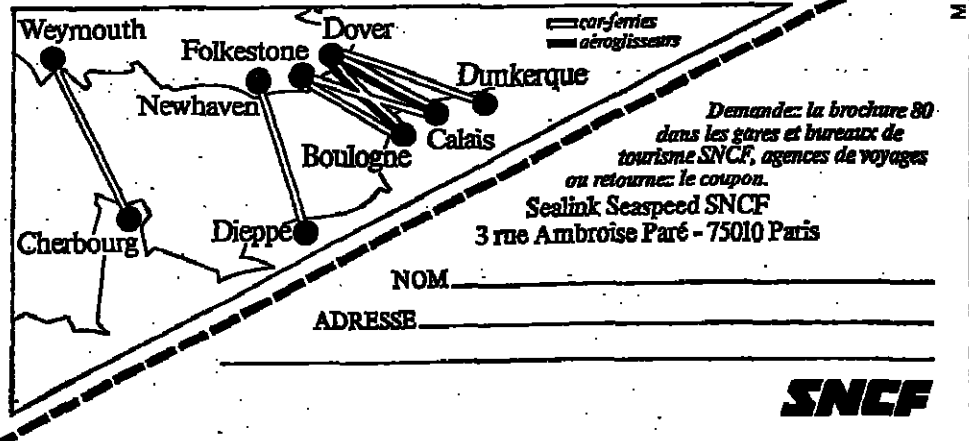 Weymouth
Folkestone
Dover
car-ferries
aéroglisseurs
M
Newhaven
Dunkerque
Boulogne
Calais
Cherbourg
Dieppe
Demandez la brochure 80
dans les gares et bureaux de
tourisme SNCF, agences de voyages
ou retournez le coupon.
Sealink Seaspeed SNCF
3 rue Ambroise Paré - 75010 Paris
NOM
ADRESSE
SNCF